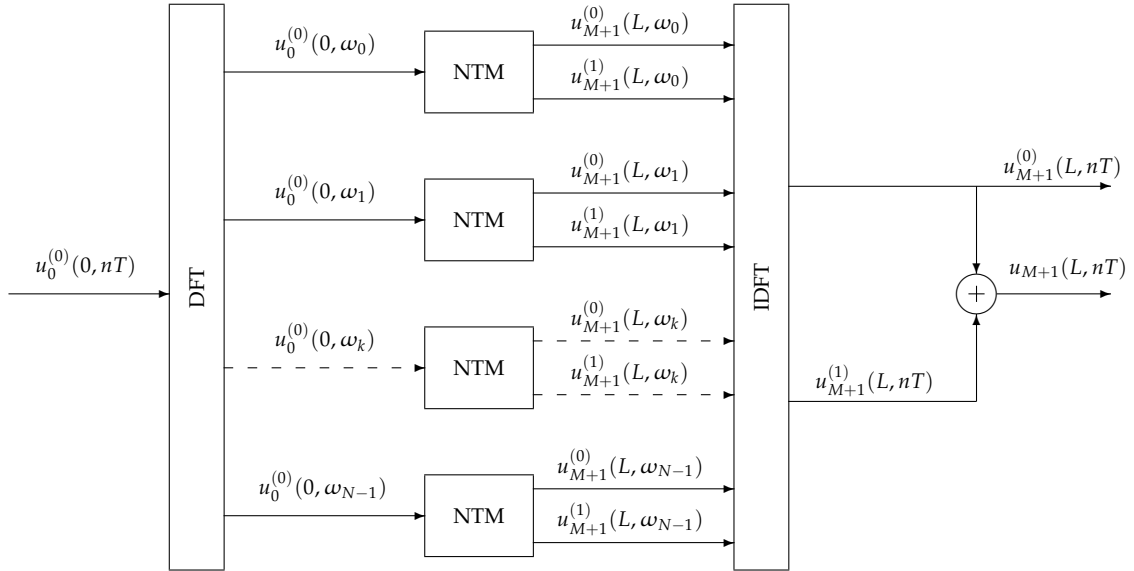 u_0^{(0)}(0, nT)
DFT
u_0^{(0)}(0, ω_0)
NTM
u_{M+1}^{(0)}(L, ω_0)
u_{M+1}^{(1)}(L, ω_0)
u_0^{(0)}(0, ω_1)
NTM
u_{M+1}^{(0)}(L, ω_1)
u_{M+1}^{(1)}(L, ω_1)
u_0^{(0)}(0, ω_k)
NTM
u_{M+1}^{(0)}(L, ω_k)
u_{M+1}^{(1)}(L, ω_k)
u_0^{(0)}(0, ω_{N−1})
NTM
u_{M+1}^{(0)}(L, ω_{N−1})
u_{M+1}^{(1)}(L, ω_{N−1})
IDFT
u_{M+1}^{(0)}(L, nT)
+
u_{M+1}(L, nT)
u_{M+1}^{(1)}(L, nT)